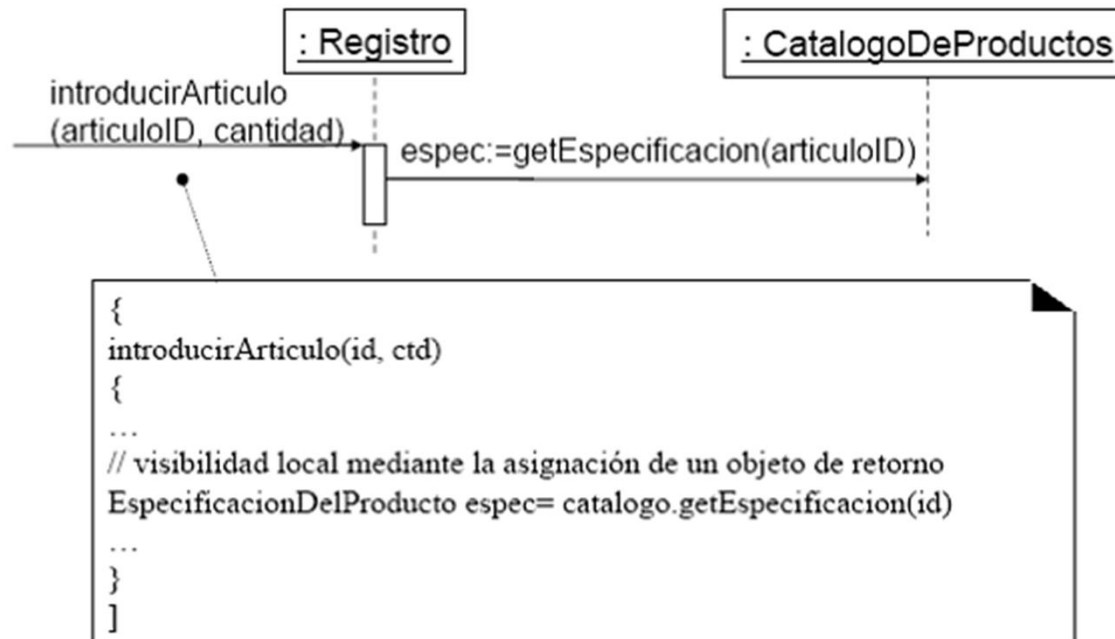 : Registro
: CatalogoDeProductos
introducirArticulo
(articuloID, cantidad)
espec:=getEspecificacion(articuloID)
{
introducirArticulo(id, ctd)
{
...
// visibilidad local mediante la asignación de un objeto de retorno
EspecificacionDelProducto espec= catalogo.getEspecificacion(id)
...
}
]